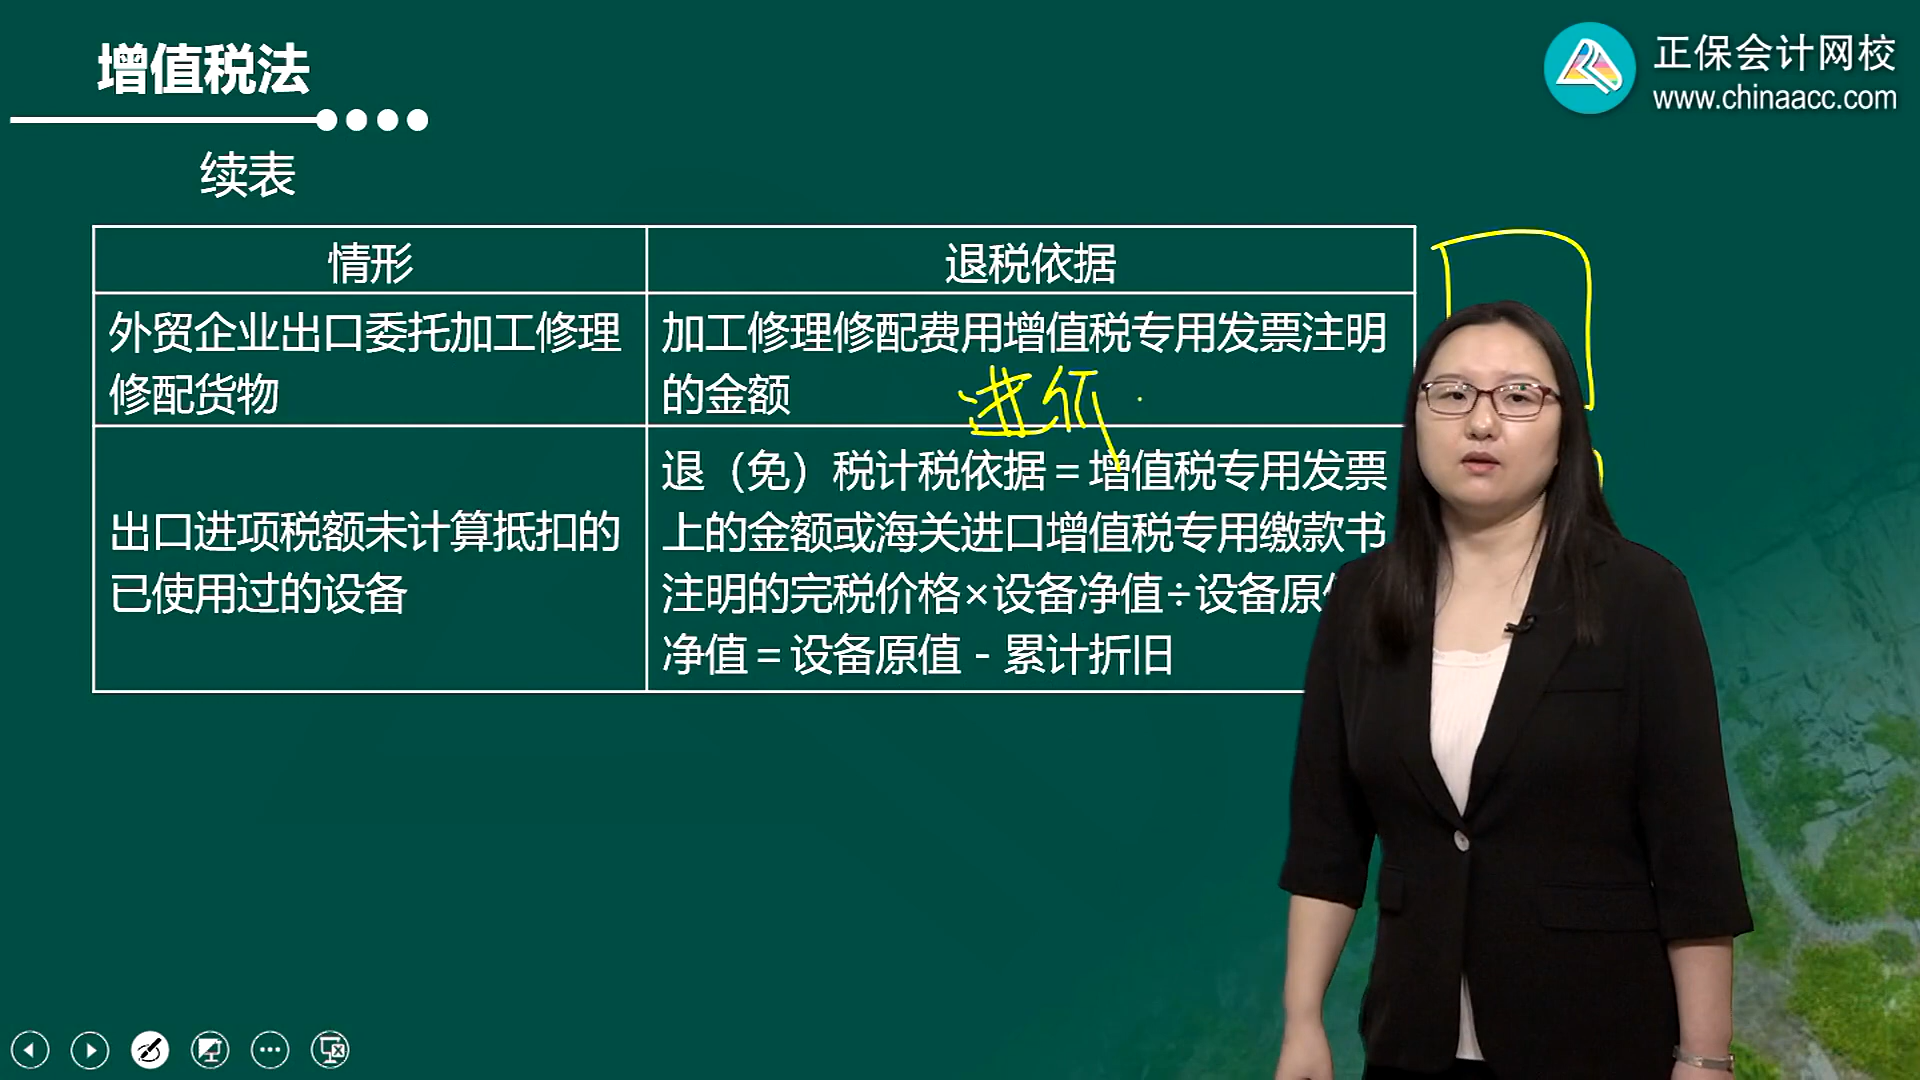 增值税法
正保会计网校
www.chinaacc.com
续表
情形
退税依据
外贸企业出口委托加工修理
修配货物
加工修理修配费用增值税专用发票注明
的金额
进价
出口进项税额未计算抵扣的
已使用过的设备
退（免）税计税依据＝增值税专用发票
上的金额或海关进口增值税专用缴款书
注明的完税价格×设备净值÷设备原
净值＝设备原值－累计折旧